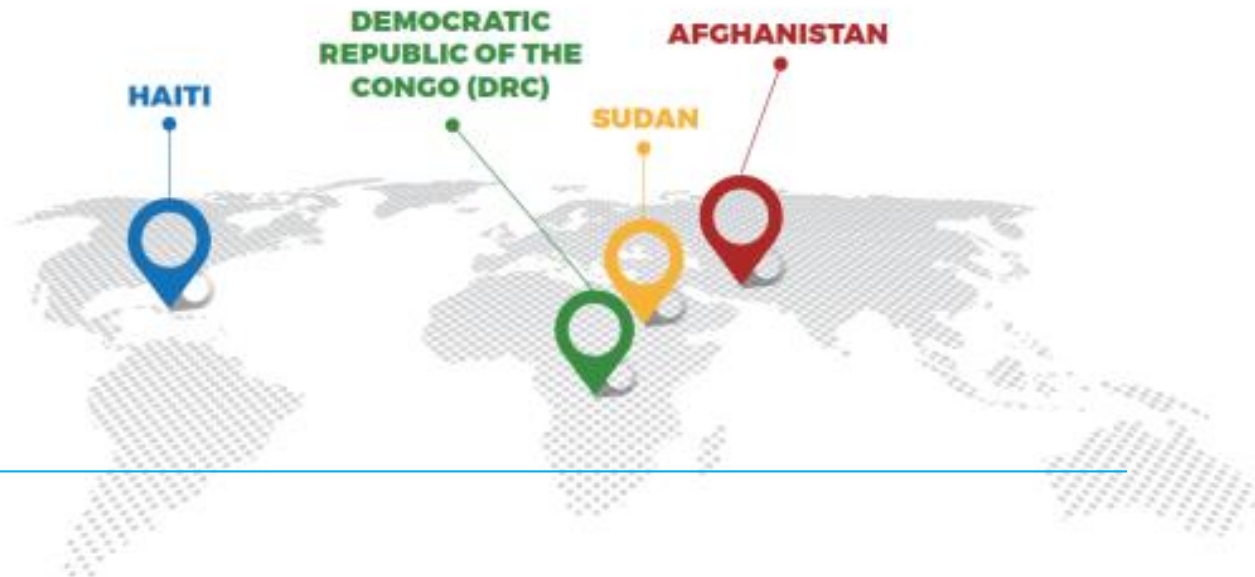 DEMOCRATIC
REPUBLIC OF THE
CONGO (DRC)
AFGHANISTAN
HAITI
SUDAN